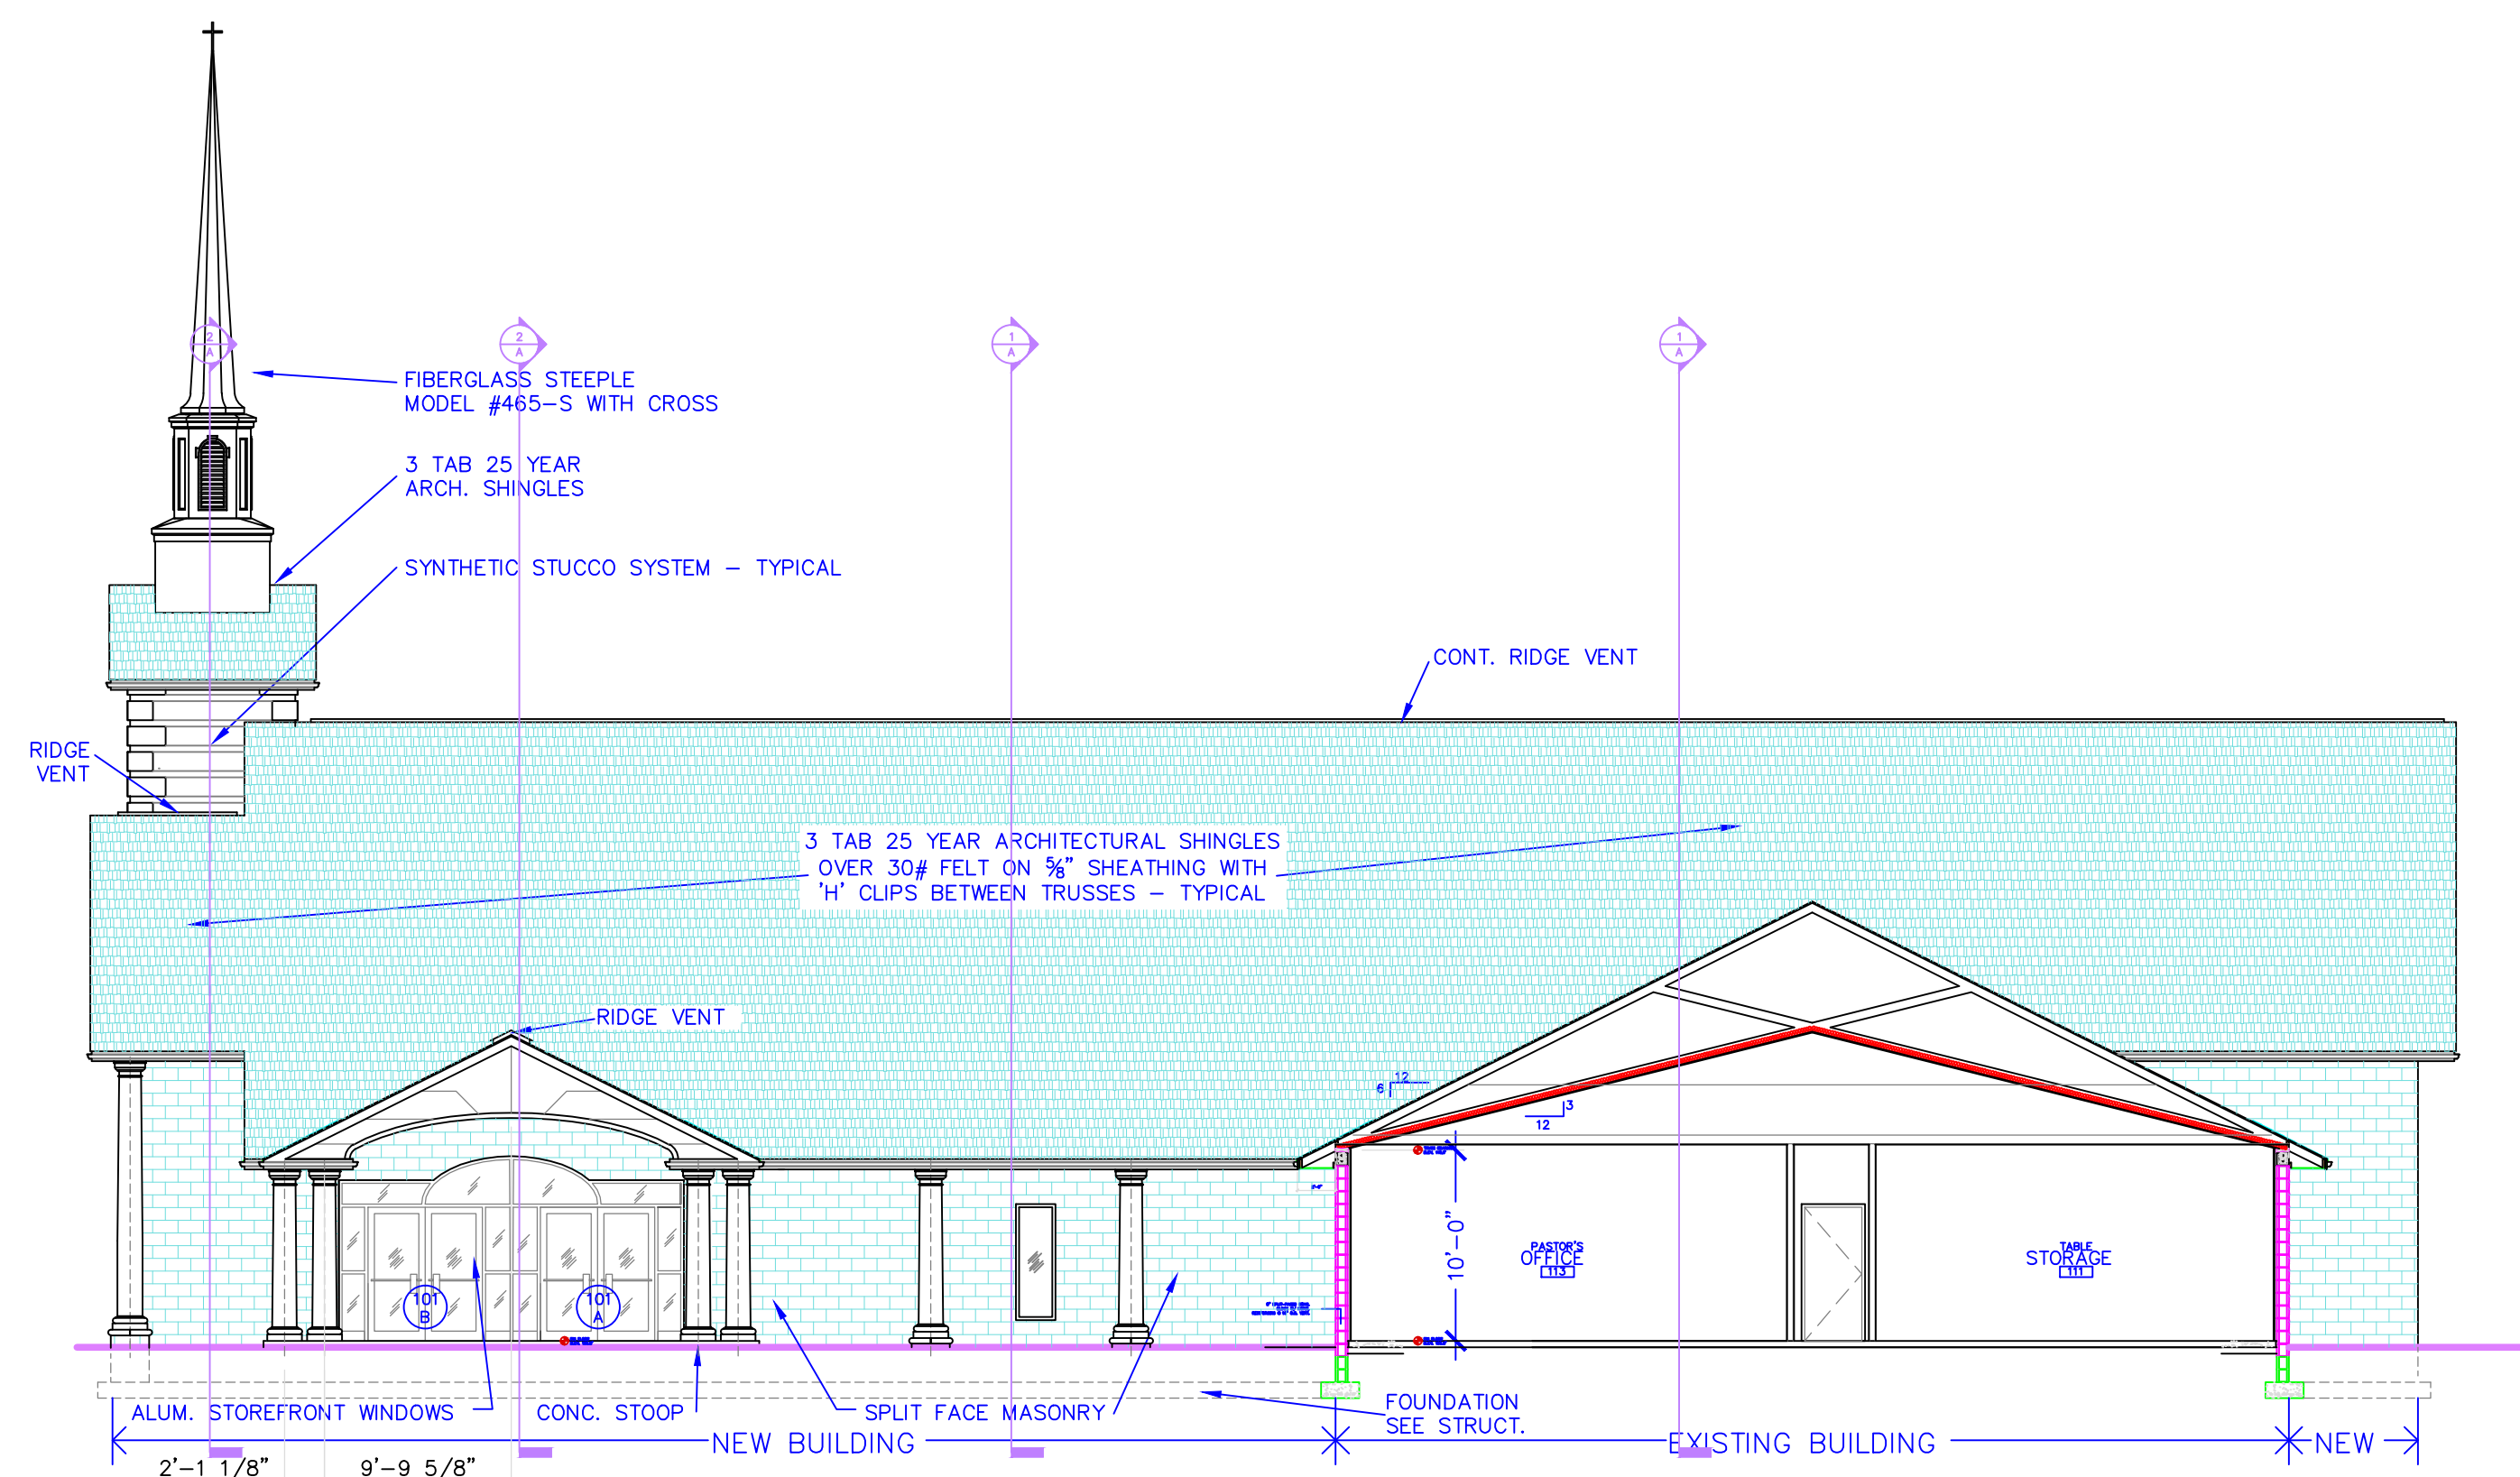 2
A
2
A
1
A
1
A
FIBERGLASS STEEPLE
MODEL #465-S WITH CROSS
3 TAB 25 YEAR
ARCH. SHINGLES
SYNTHETIC STUCCO SYSTEM - TYPICAL
CONT. RIDGE VENT
RIDGE
VENT
3 TAB 25 YEAR ARCHITECTURAL SHINGLES
OVER 30# FELT ON ⅝" SHEATHING WITH
'H' CLIPS BETWEEN TRUSSES - TYPICAL
RIDGE VENT
12
6
3
12
10'-0"
PASTOR'S
OFFICE
113
TABLE
STORAGE
111
101
B
101
A
ALUM. STOREFRONT WINDOWS
CONC. STOOP
SPLIT FACE MASONRY
FOUNDATION
SEE STRUCT.
NEW BUILDING
EXISTING BUILDING
NEW
2'-1 1/8"
9'-9 5/8"